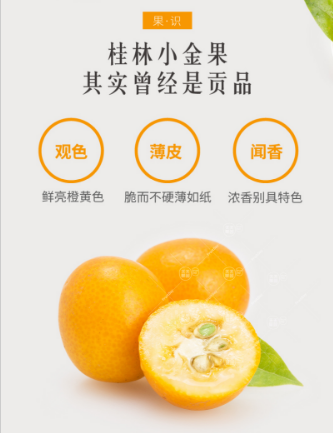 果·识
桂林小金果
其实曾经是贡品
观色 薄皮 闻香
鲜亮橙黄色 脆而不硬薄如纸 浓香别具特色